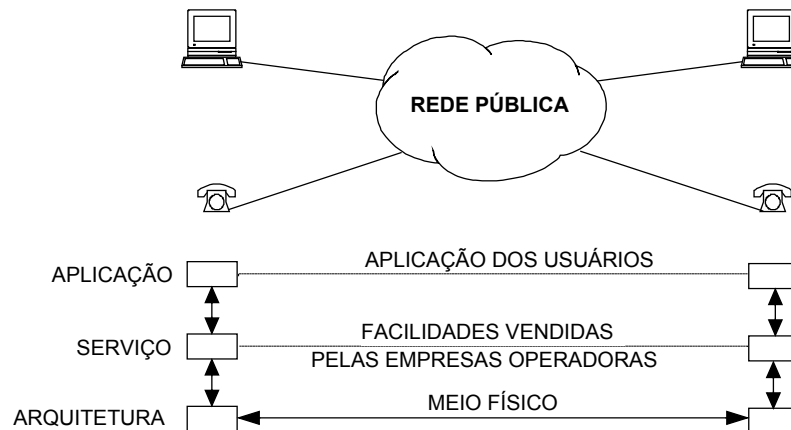 REDE PÚBLICA
APLICAÇÃO
APLICAÇÃO DOS USUÁRIOS
SERVIÇO
FACILIDADES VENDIDAS
PELAS EMPRESAS OPERADORAS
ARQUITETURA
MEIO FÍSICO